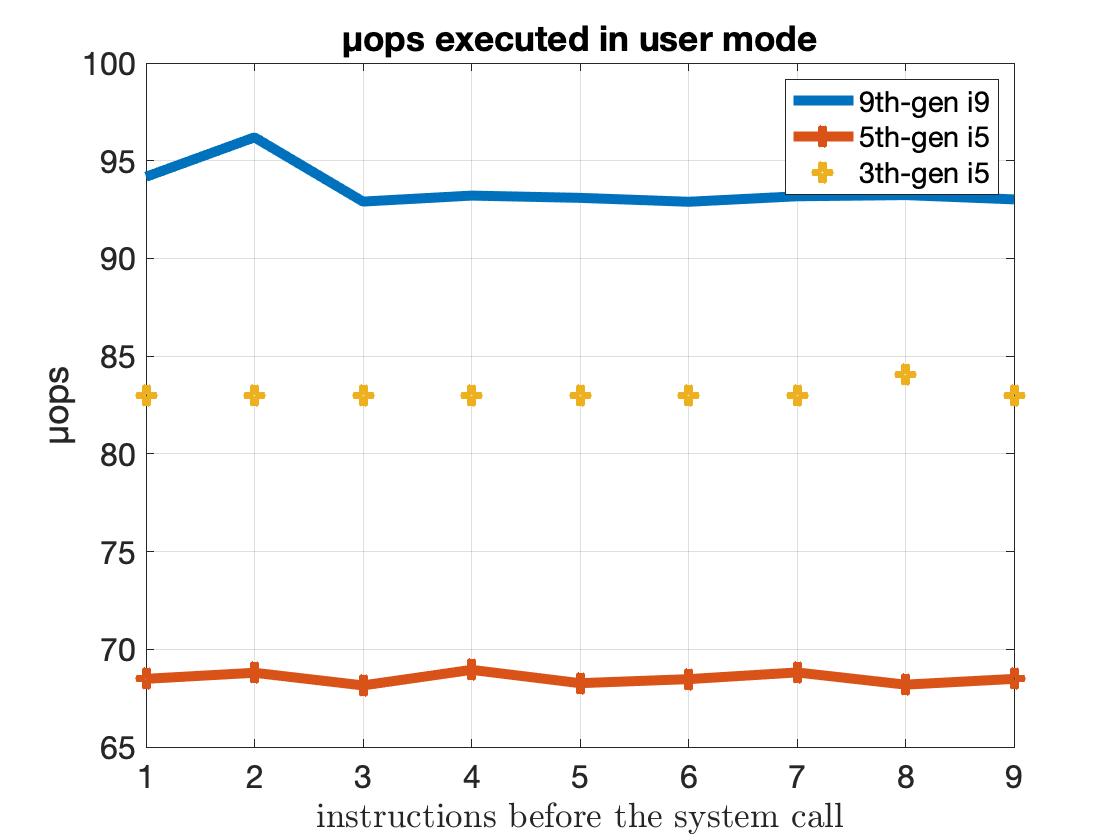 µops executed in user mode
100
95
90
85
80
75
70
65
µops
9th-gen i9
5th-gen i5
3th-gen i5
1 2 3 4 5 6 7 8 9
instructions before the system call